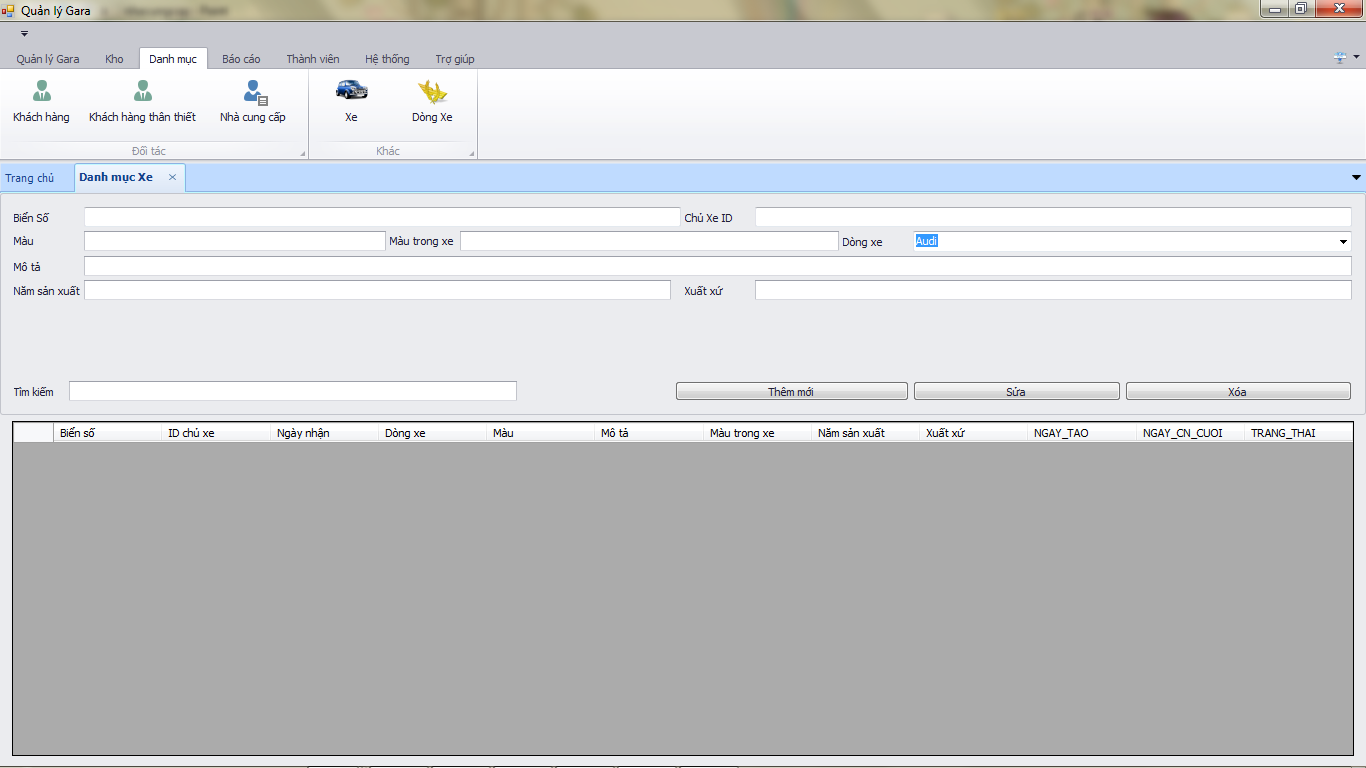 Quản lý Gara
Quản lý Gara Kho Danh mục Báo cáo Thành viên Hệ thống Trợ giúp
Khách hàng Khách hàng thân thiết Nhà cung cấp Xe Dòng Xe
Đối tác Khác
Trang chủ Danh mục Xe
Biển Số Chủ Xe ID
Màu Màu trong xe Dòng xe Audi
Mô tả
Năm sản xuất Xuất xứ
Tìm kiếm Thêm mới Sửa Xóa
Biển số ID chủ xe Ngày nhận Dòng xe Màu Mô tả Màu trong xe Năm sản xuất Xuất xứ NGAY_TAO NGAY_CN_CUOI TRANG_THAI